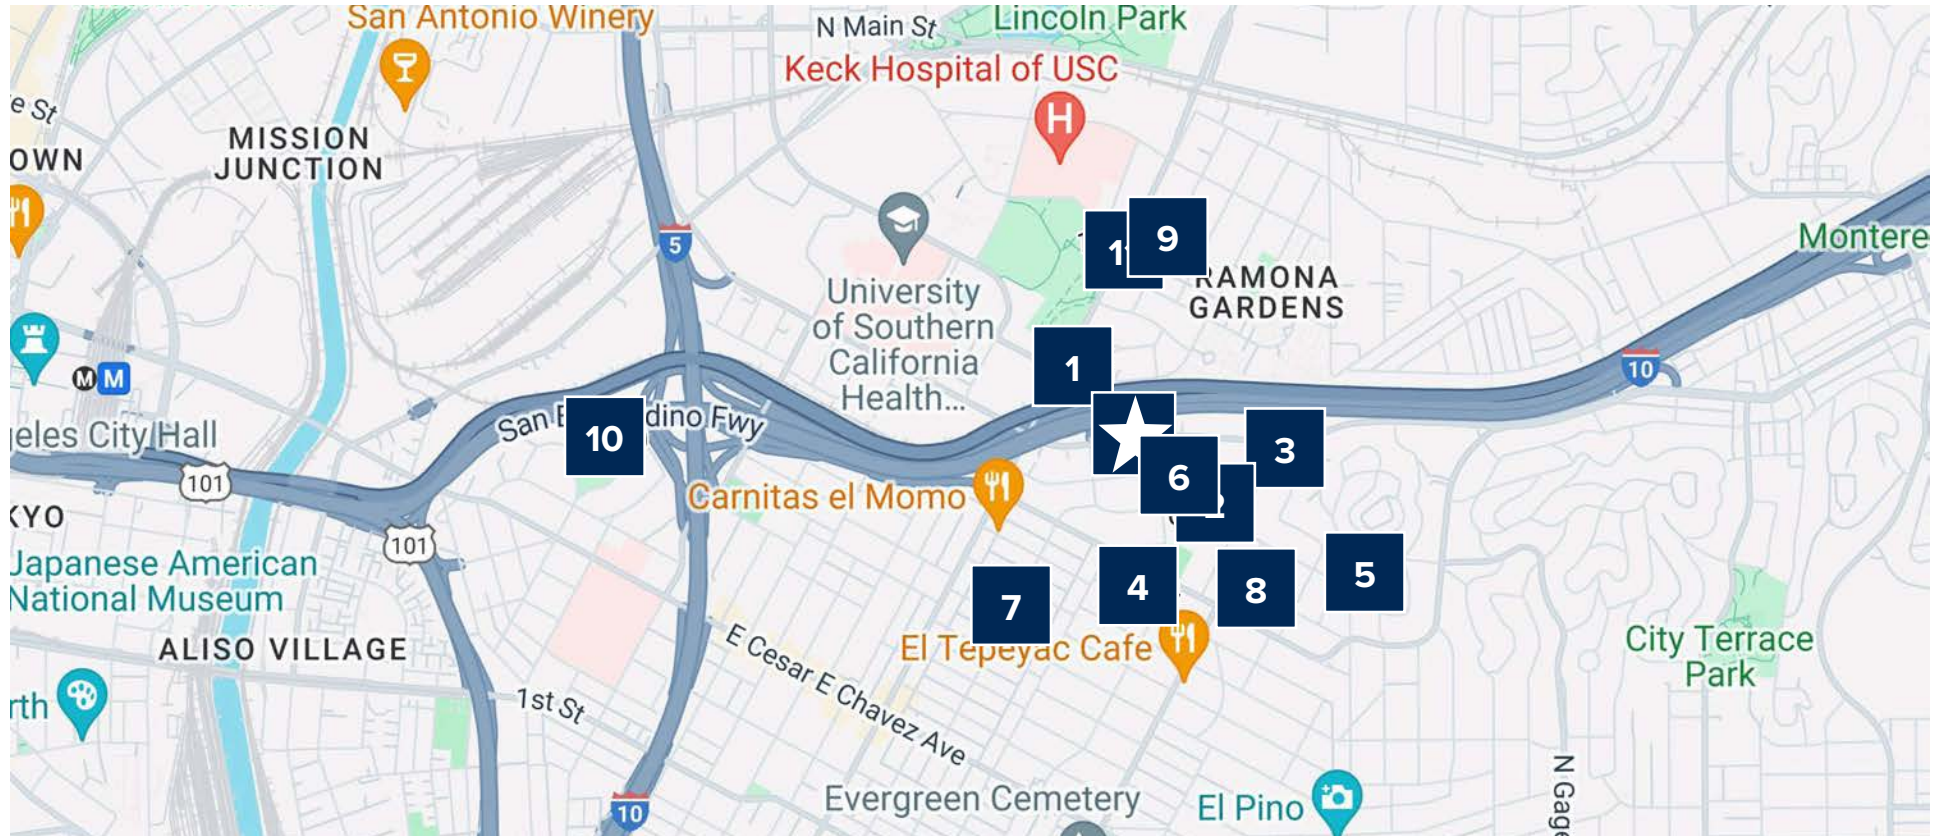 San Antonio Winery
N Main St
Lincoln Park
Keck Hospital of USC
H
e St
MISSION
JUNCTION
OWN
5
9
RAMONA
GARDENS
Montere
University
of Southern
California
Health...
1
10
M M
San B
dino Fwy
10
eles City Hall
3
6
101
Carnitas el Momo
2
KYO
101
Japanese American
National Museum
4
8
5
7
ALISO VILLAGE
El Tepeyac Cafe
E Cesar E Chavez Ave
City Terrace
Park
rth
1st St
N Gage
10
Evergreen Cemetery
El Pino